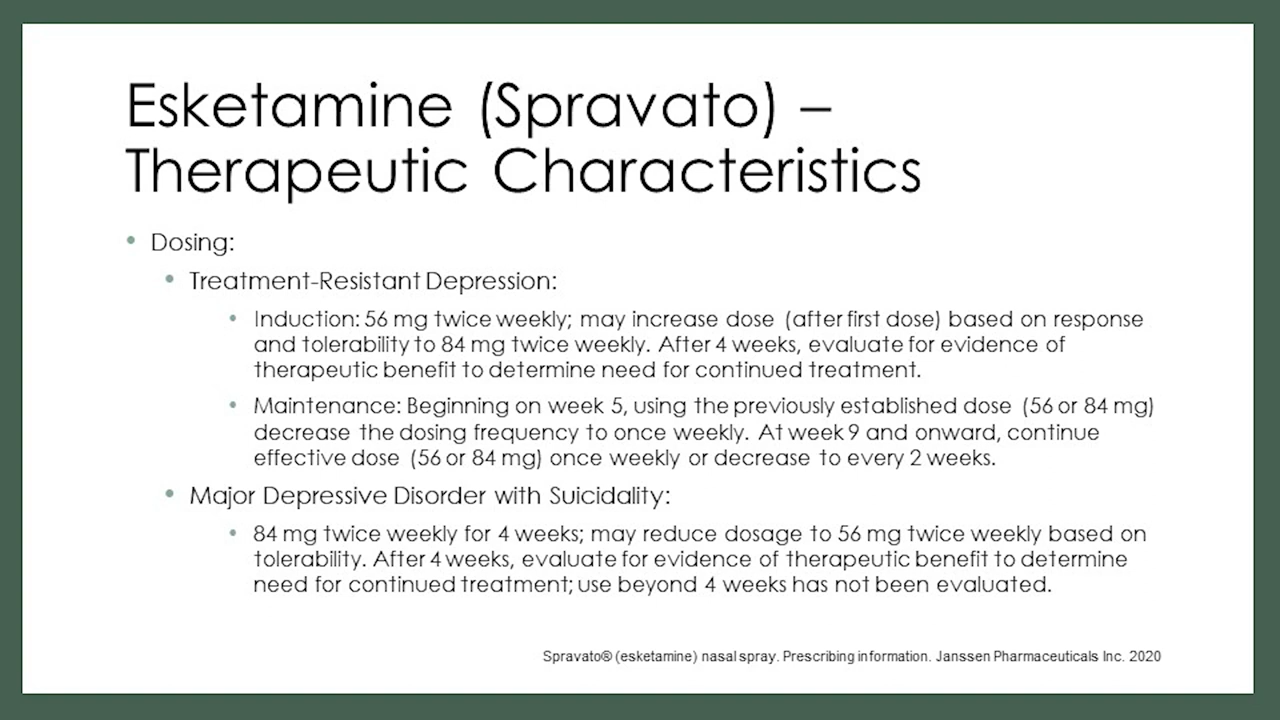 Esketamine (Spravato) –
Therapeutic Characteristics
• Dosing:
• Treatment-Resistant Depression:
• Induction: 56 mg twice weekly; may increase dose (after first dose) based on response
and tolerability to 84 mg twice weekly. After 4 weeks, evaluate for evidence of
therapeutic benefit to determine need for continued treatment.
• Maintenance: Beginning on week 5, using the previously established dose (56 or 84 mg)
decrease the dosing frequency to once weekly. At week 9 and onward, continue
effective dose (56 or 84 mg) once weekly or decrease to every 2 weeks.
• Major Depressive Disorder with Suicidality:
• 84 mg twice weekly for 4 weeks; may reduce dosage to 56 mg twice weekly based on
tolerability. After 4 weeks, evaluate for evidence of therapeutic benefit to determine
need for continued treatment; use beyond 4 weeks has not been evaluated.
Spravato® (esketamine) nasal spray. Prescribing information. Janssen Pharmaceuticals Inc. 2020